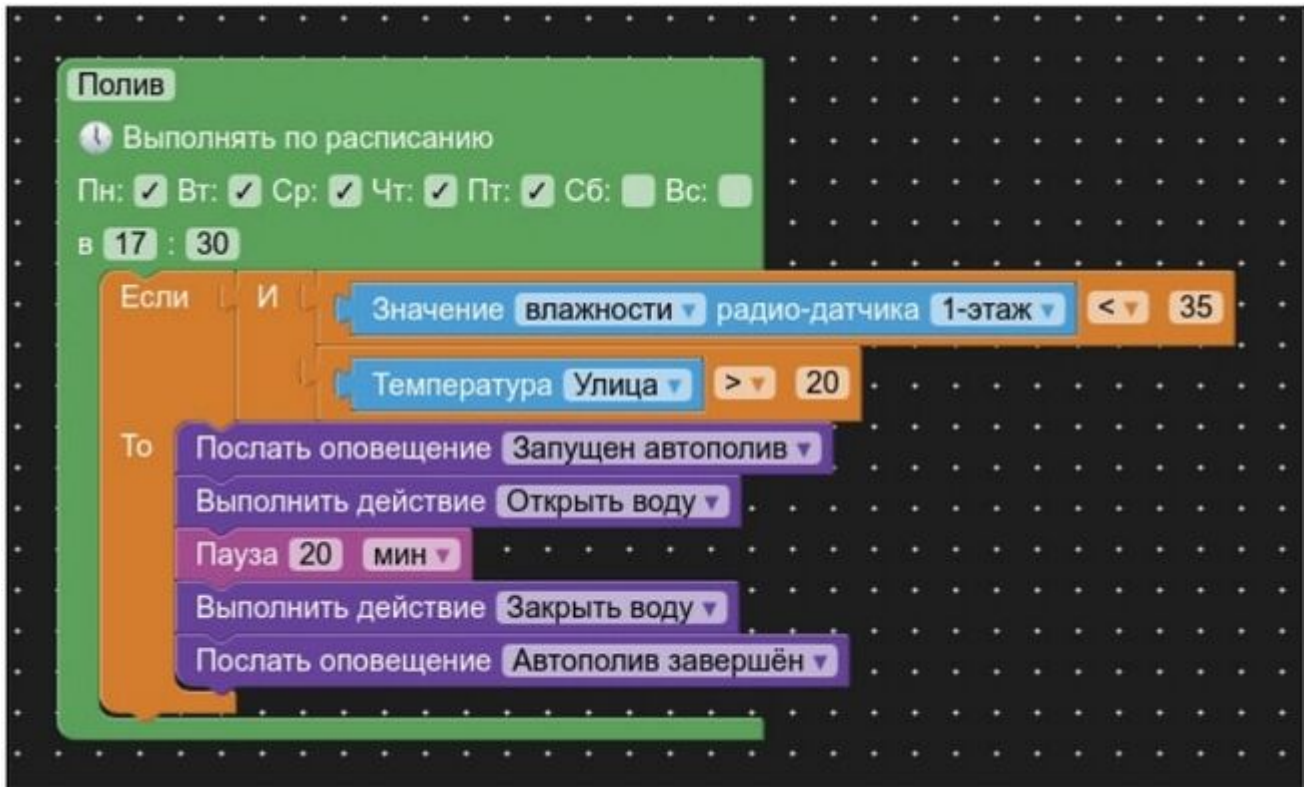 Полив
Выполнять по расписанию
Пн: ✓ Вт: ✓ Ср: ✓ Чт: ✓ Пт: ✓ Сб: Вс:
в 17 : 30
Если И Значение влажности радио-датчика 1-этаж < 35
Температура Улица > 20
То Послать оповещение Запущен автополив
Выполнить действие Открыть воду
Пауза 20 мин
Выполнить действие Закрыть воду
Послать оповещение Автополив завершён